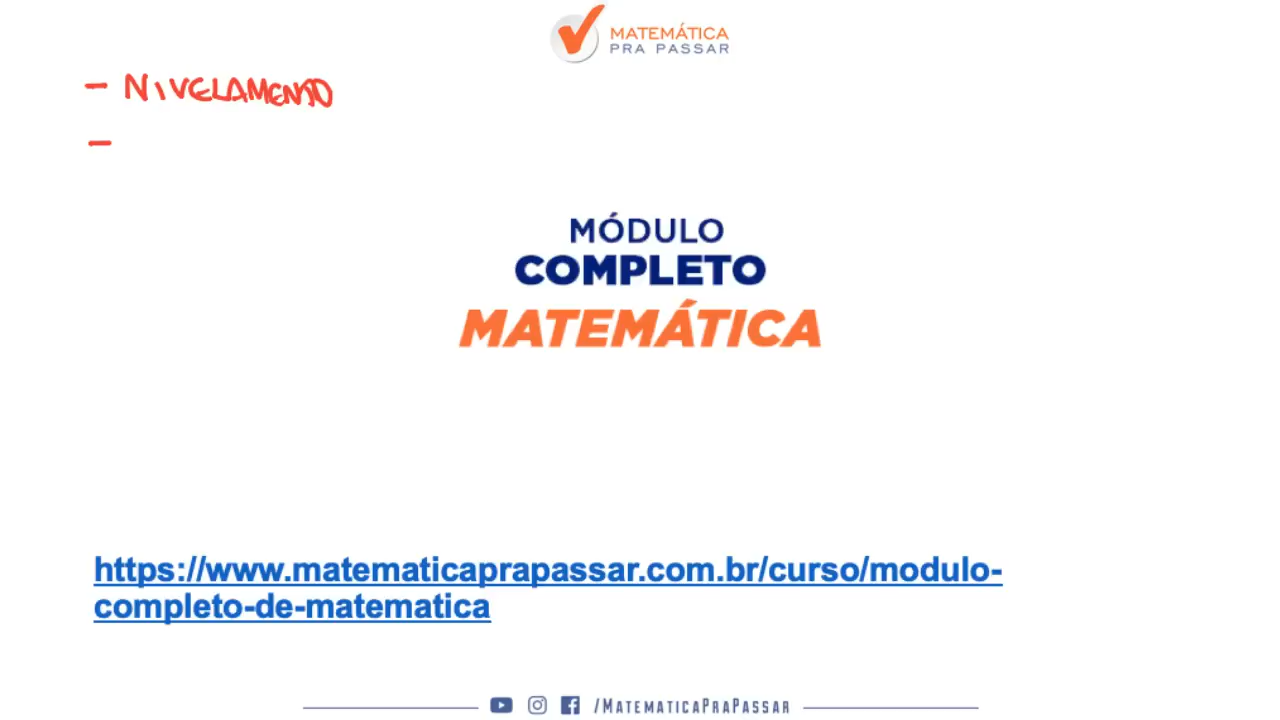 MATEMÁTICA
PRA PASSAR
- NIVELAMENTO
-
MÓDULO
COMPLETO
MATEMÁTICA
https://www.matematicaprapassar.com.br/curso/modulo-
completo-de-matematica
/MATEMATICAPRAPASSAR